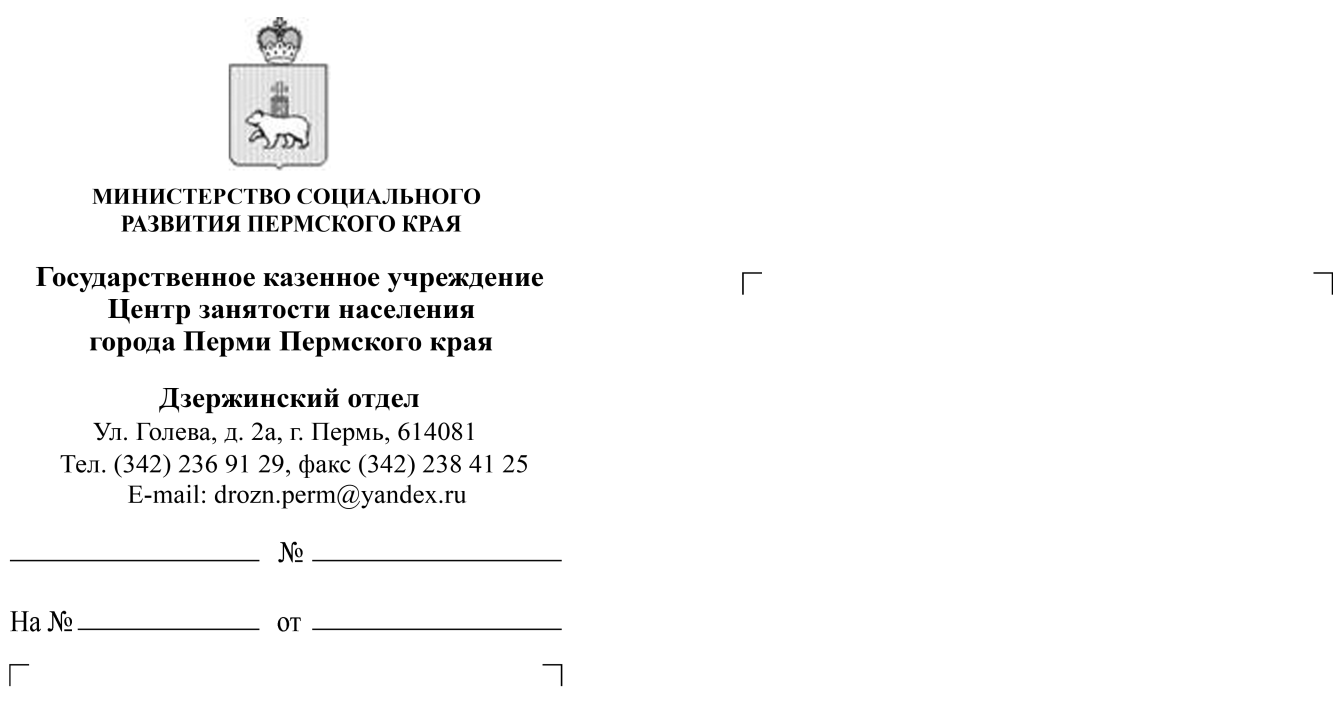 МИНИСТЕРСТВО СОЦИАЛЬНОГО
РАЗВИТИЯ ПЕРМСКОГО КРАЯ
Государственное казенное учреждение
Центр занятости населения
города Перми Пермского края
Дзержинский отдел
Ул. Голева, д. 2а, г. Пермь, 614081
Тел. (342) 236 91 29, факс (342) 238 41 25
E-mail: drozn.perm@yandex.ru
№
На № от